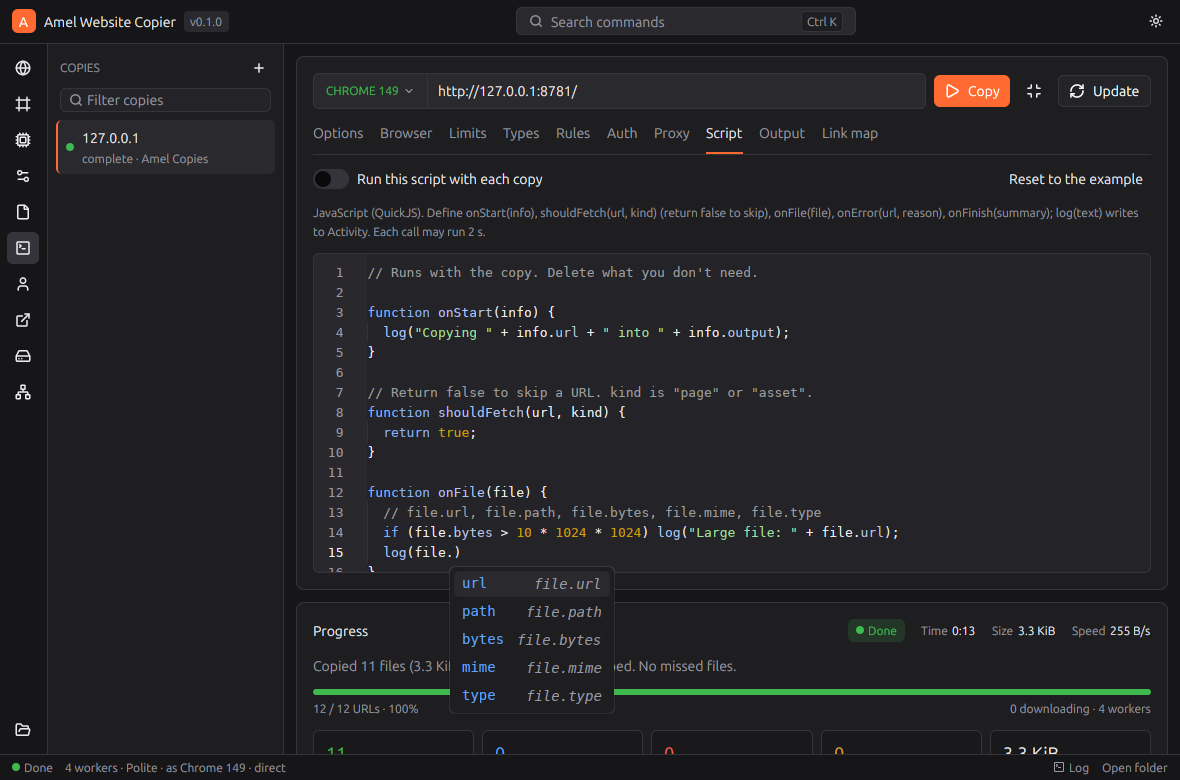 A Amel Website Copier v0.1.0
Search commands Ctrl K
COPIES +
Filter copies
127.0.0.1
complete · Amel Copies
CHROME 149 http://127.0.0.1:8781/ Copy Update
Options Browser Limits Types Rules Auth Proxy Script Output Link map
Run this script with each copy Reset to the example
JavaScript (QuickJS). Define onStart(info), shouldFetch(url, kind) (return false to skip), onFile(file), onError(url, reason), onFinish(summary); log(text) writes
to Activity. Each call may run 2 s.
1 // Runs with the copy. Delete what you don't need.
2
3 function onStart(info) {
4 log("Copying " + info.url + " into " + info.output);
5 }
6
7 // Return false to skip a URL. kind is "page" or "asset".
8 function shouldFetch(url, kind) {
9 return true;
10 }
11
12 function onFile(file) {
13 // file.url, file.path, file.bytes, file.mime, file.type
14 if (file.bytes > 10 * 1024 * 1024) log("Large file: " + file.url);
15 log(file.)
16 }
url file.url
path file.path
bytes file.bytes
mime file.mime
type file.type
Progress Done Time 0:13 Size 3.3 KiB Speed 255 B/s
Copied 11 files (3.3 No missed files.
12 / 12 URLs · 100% 0 downloading · 4 workers
11 0 0 0 3.3 KiB
Done 4 workers · Polite · as Chrome 149 · direct Log Open folder